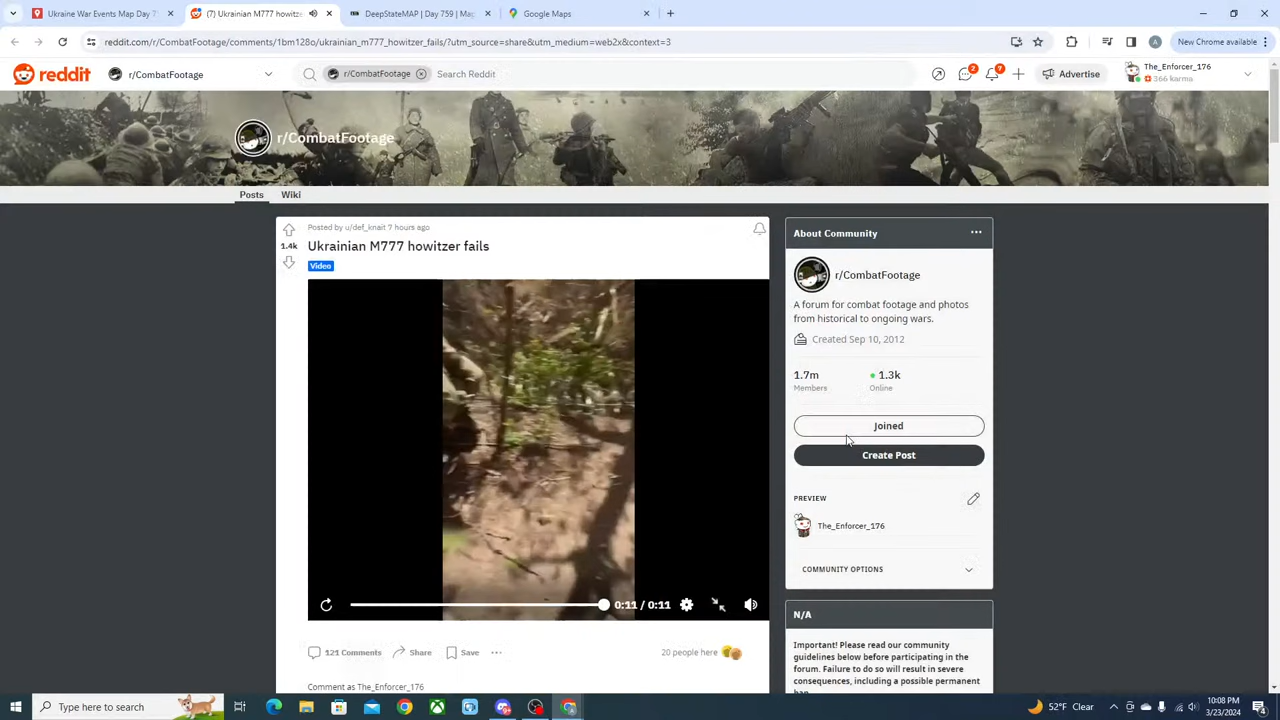 Ukraine War Events Map Day 7
(7) Ukrainian M777 howitz
DeepStateMAP | Day 759 | Map
Google Maps
reddit.com/r/CombatFootage/comments/1bm128o/ukrainian_m777_howitzer_fails/?utm_source=share&utm_medium=web2x&context=3
New Chrome available
reddit
r/CombatFootage
r/CombatFootage
Search Reddit
2
7
Advertise
The_Enforcer_176
366 karma
r/CombatFootage
Posts
Wiki
Posted by u/def_knait 7 hours ago
1.4k
Ukrainian M777 howitzer fails
Video
0:11 / 0:11
121 Comments
Share
Save
20 people here
Comment as The_Enforcer_176
About Community
r/CombatFootage
A forum for combat footage and photos
from historical to ongoing wars.
Created Sep 10, 2012
1.7m
1.3k
Members
Online
Joined
Create Post
PREVIEW
The_Enforcer_176
COMMUNITY OPTIONS
N/A
Important! Please read our community
guidelines below before participating in the
forum. Failure to do so will result in severe
consequences, including a possible permanent
ban.
Type here to search
52°F Clear
10:08 PM
3/23/2024